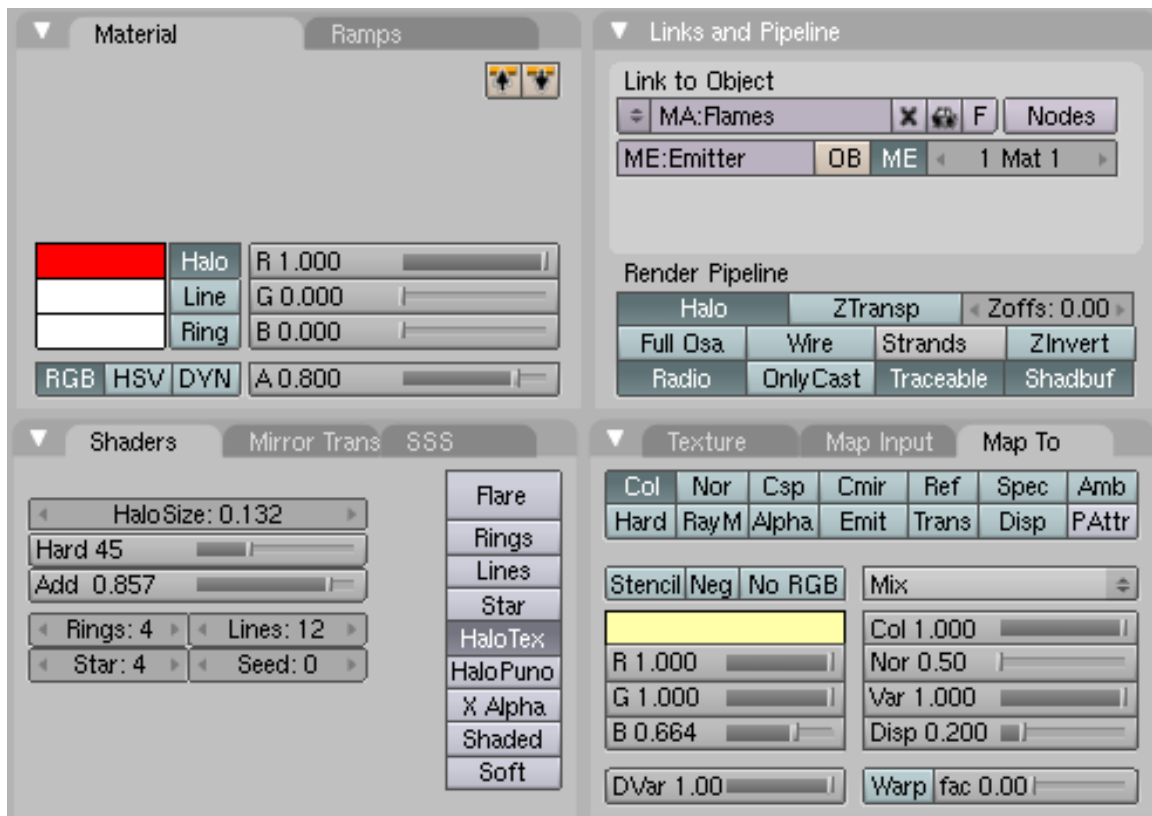 Material Ramps
Halo R 1.000
Line G 0.000
Ring B 0.000
RGB HSV DYN A 0.800
Links and Pipeline
Link to Object
MA:Flames F Nodes
ME:Emitter OB ME 1 Mat 1
Render Pipeline
Halo ZTransp Zoffs: 0.00
Full Osa Wire Strands ZInvert
Radio OnlyCast Traceable Shadbuf
Shaders Mirror Trans SSS
HaloSize: 0.132
Hard 45
Add 0.857
Rings: 4 Lines: 12
Star: 4 Seed: 0
Flare
Rings
Lines
Star
HaloTex
HaloPuno
X Alpha
Shaded
Soft
Texture Map Input Map To
Col Nor Csp Cmir Ref Spec Amb
Hard RayM Alpha Emit Trans Disp PAttr
Stencil Neg No RGB Mix
R 1.000
G 1.000
B 0.664
DVar 1.00
Col 1.000
Nor 0.50
Var 1.000
Disp 0.200
Warp fac 0.00